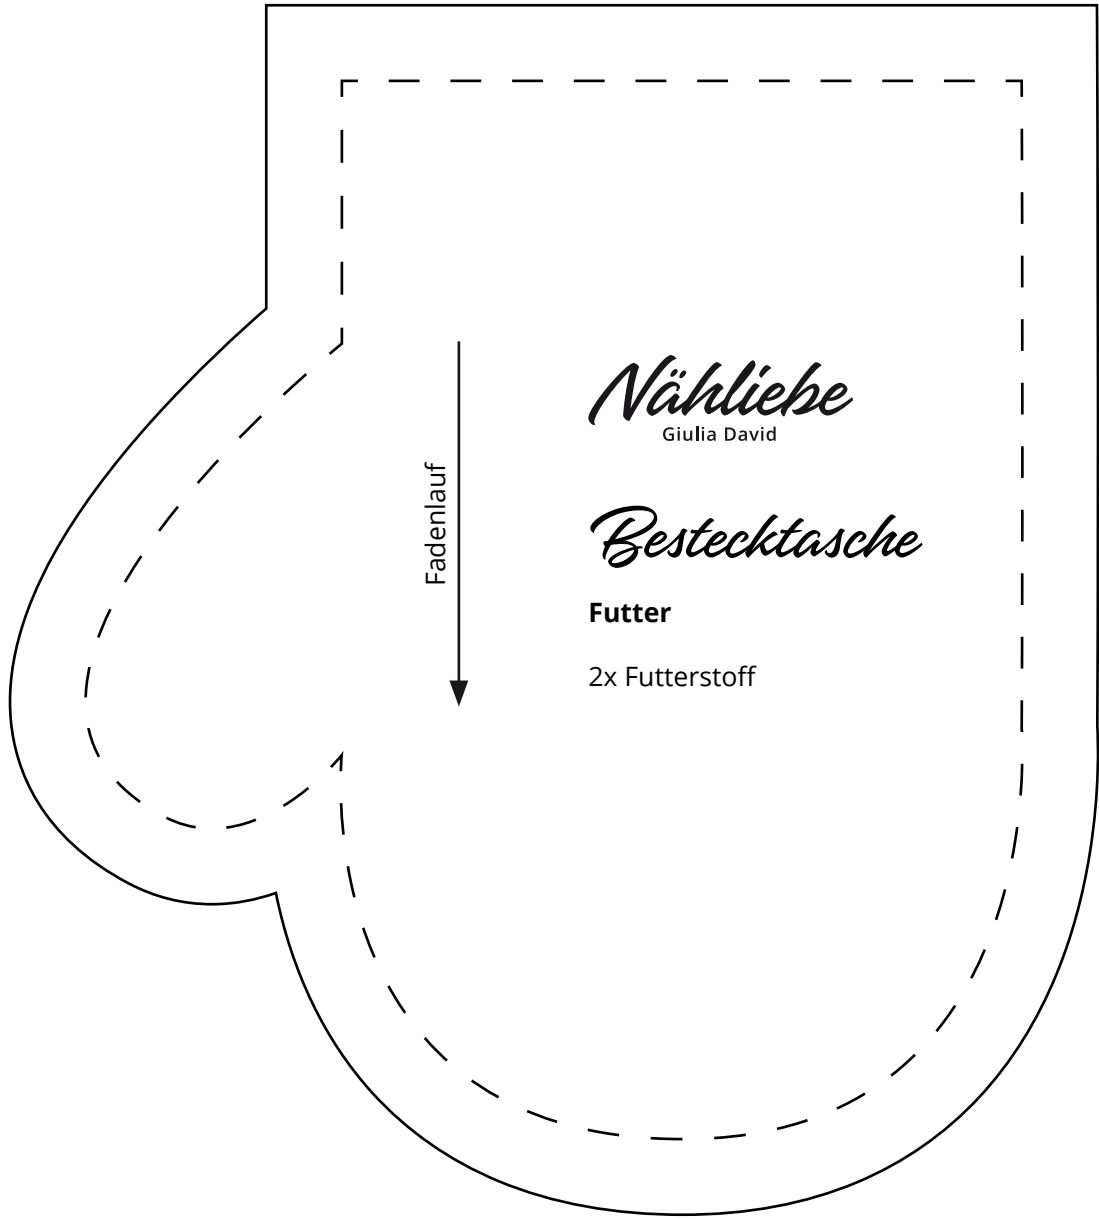 Nähliebe
Giulia David
Fadenlauf
Bestecktasche
Futter
2x Futterstoff